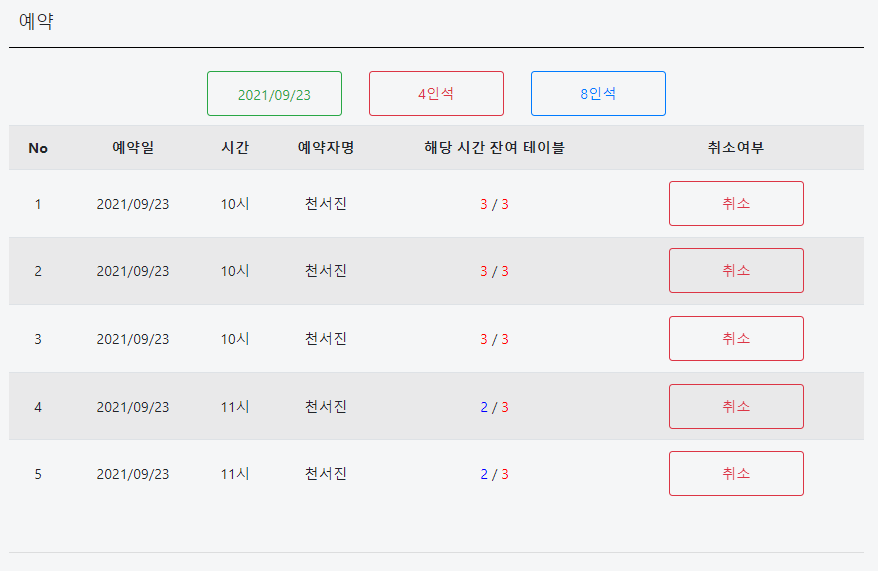 예약
2021/09/23 4인석 8인석
No 예약일 시간 예약자명 해당 시간 잔여 테이블 취소여부
1 2021/09/23 10시 천서진 3 / 3 취소
2 2021/09/23 10시 천서진 3 / 3 취소
3 2021/09/23 10시 천서진 3 / 3 취소
4 2021/09/23 11시 천서진 2 / 3 취소
5 2021/09/23 11시 천서진 2 / 3 취소